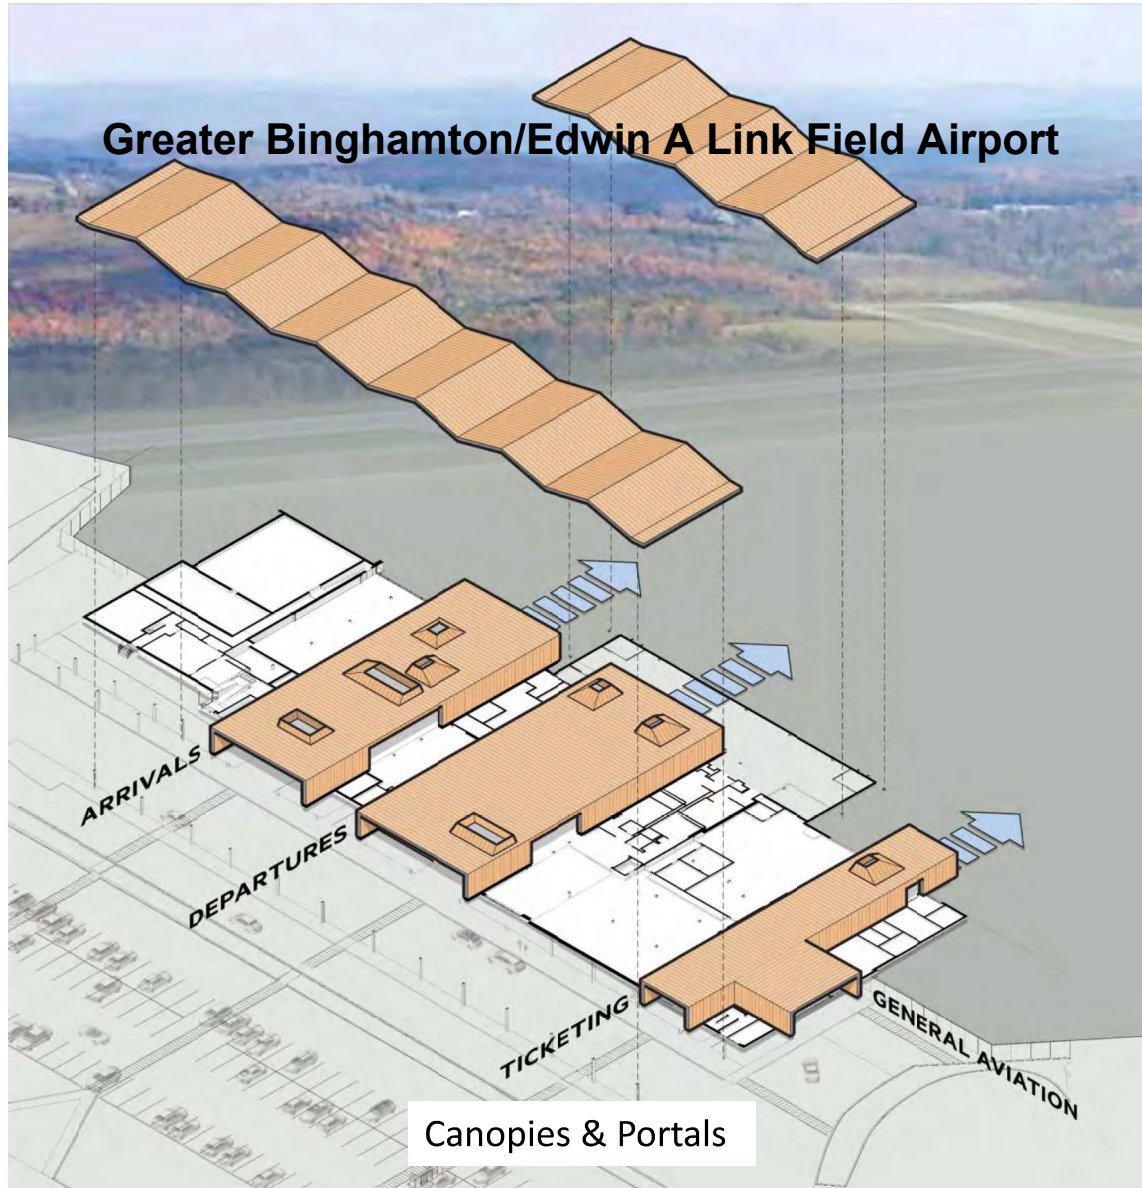 Greater Binghamton/Edwin A Link Field Airport
ARRIVALS
DEPARTURES
TICKETING
GENERAL AVIATION
Canopies & Portals